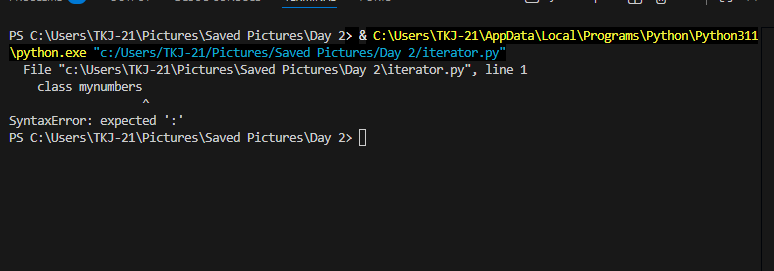 TERMINAL
PS C:\Users\TKJ-21\Pictures\Saved Pictures\Day 2> & C:\Users\TKJ-21\AppData\Local\Programs\Python\Python311
\python.exe "c:/Users/TKJ-21/Pictures/Saved Pictures/Day 2/iterator.py"
  File "c:\Users\TKJ-21\Pictures\Saved Pictures\Day 2\iterator.py", line 1
    class mynumbers
                   ^
SyntaxError: expected ':'
PS C:\Users\TKJ-21\Pictures\Saved Pictures\Day 2>